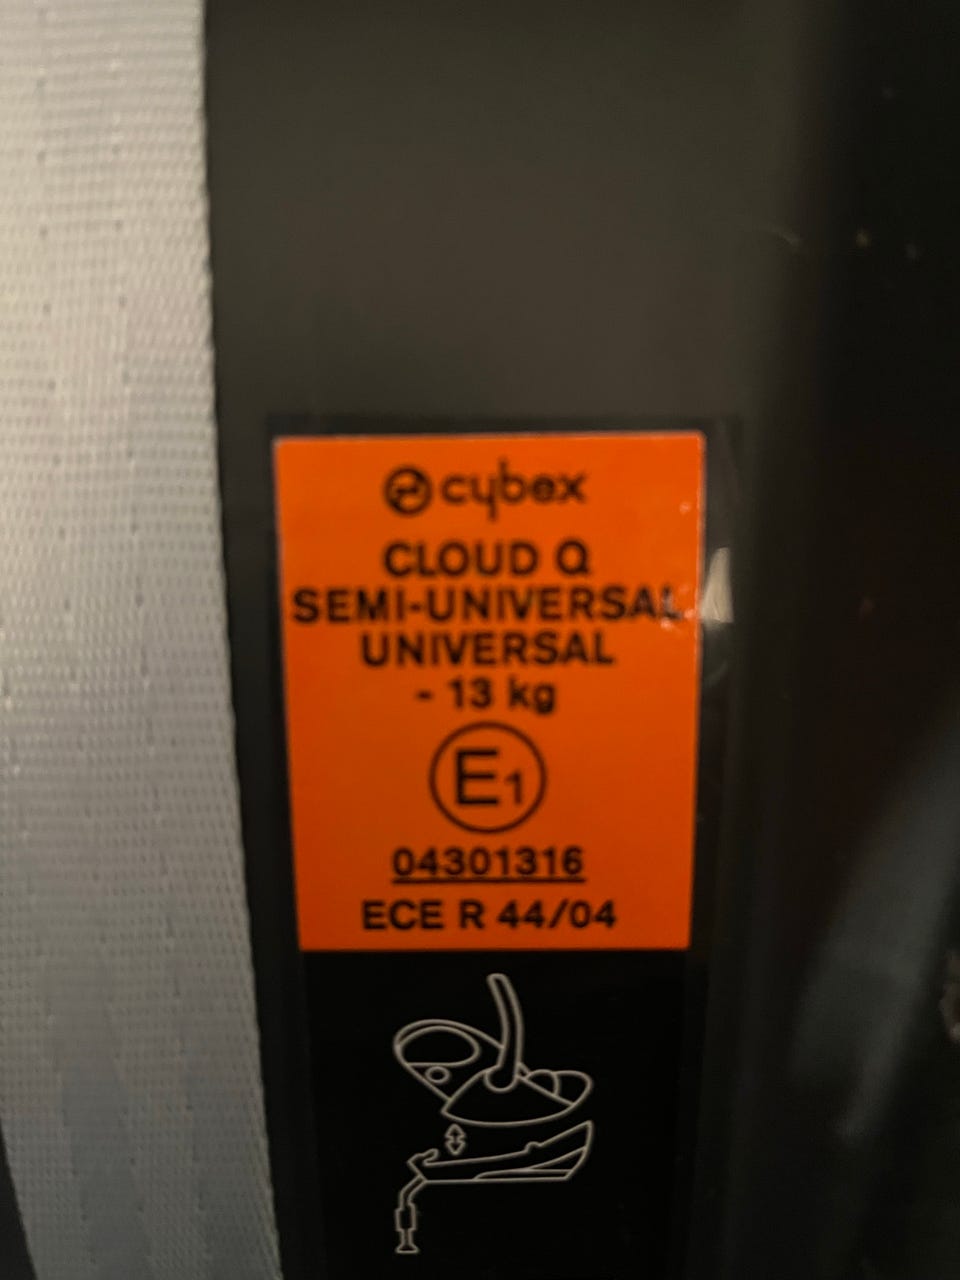 cybex
CLOUD Q
SEMI-UNIVERSAL
UNIVERSAL
- 13 kg
E1
04301316
ECE R 44/04